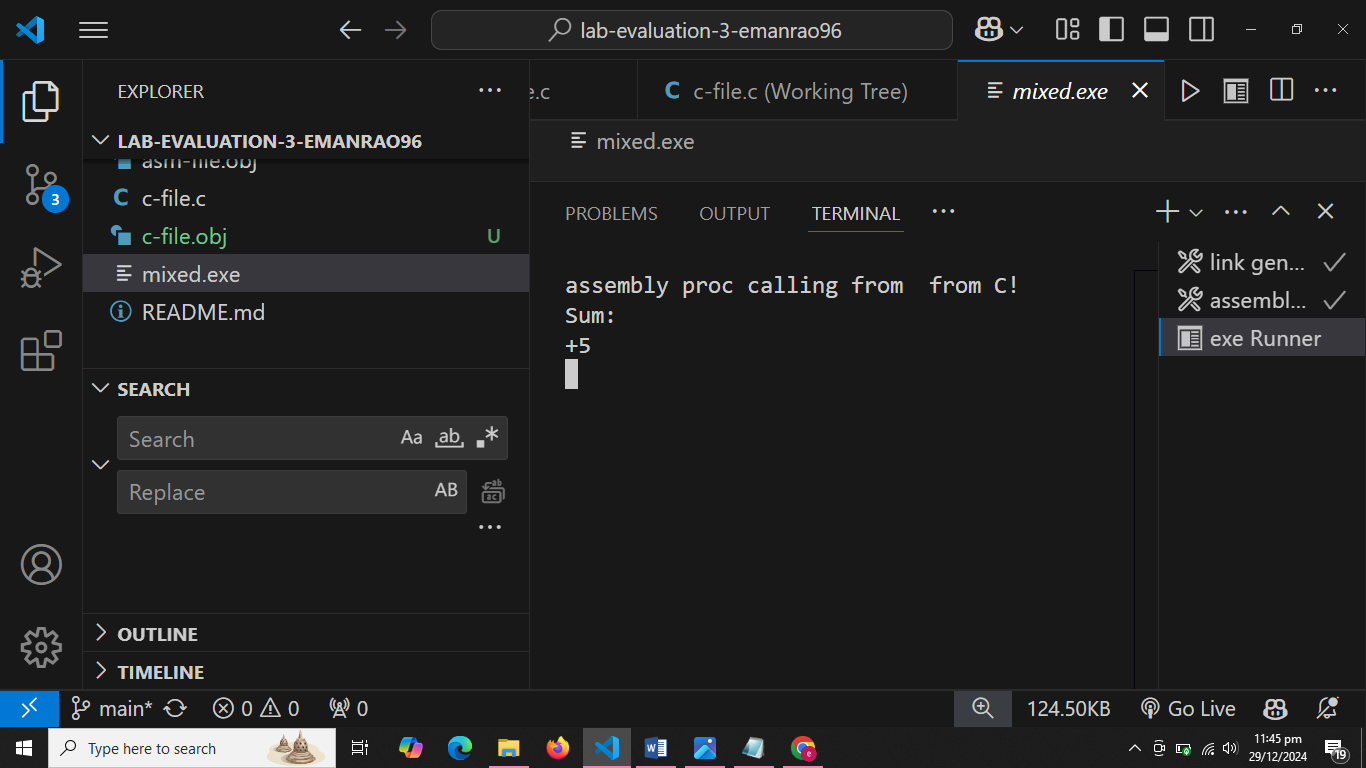 lab-evaluation-3-emanrao96
EXPLORER
LAB-EVALUATION-3-EMANRAO96
asm-file.obj
c-file.c
c-file.obj U
mixed.exe
README.md
3
SEARCH
Search Aa ab
Replace AB
OUTLINE
TIMELINE
e.c
c-file.c (Working Tree)
mixed.exe
mixed.exe
PROBLEMS OUTPUT TERMINAL
assembly proc calling from  from C!
Sum:
+5
link gen...
assembl...
exe Runner
main* 0 0 0 124.50KB Go Live
Type here to search
11:45 pm
29/12/2024
19